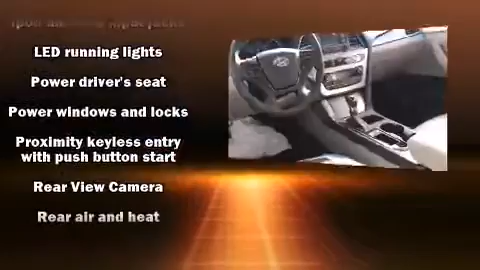 LED running lights
Power driver's seat
Power windows and locks
Proximity keyless entry
with push button start
Rear View Camera
Rear air and heat